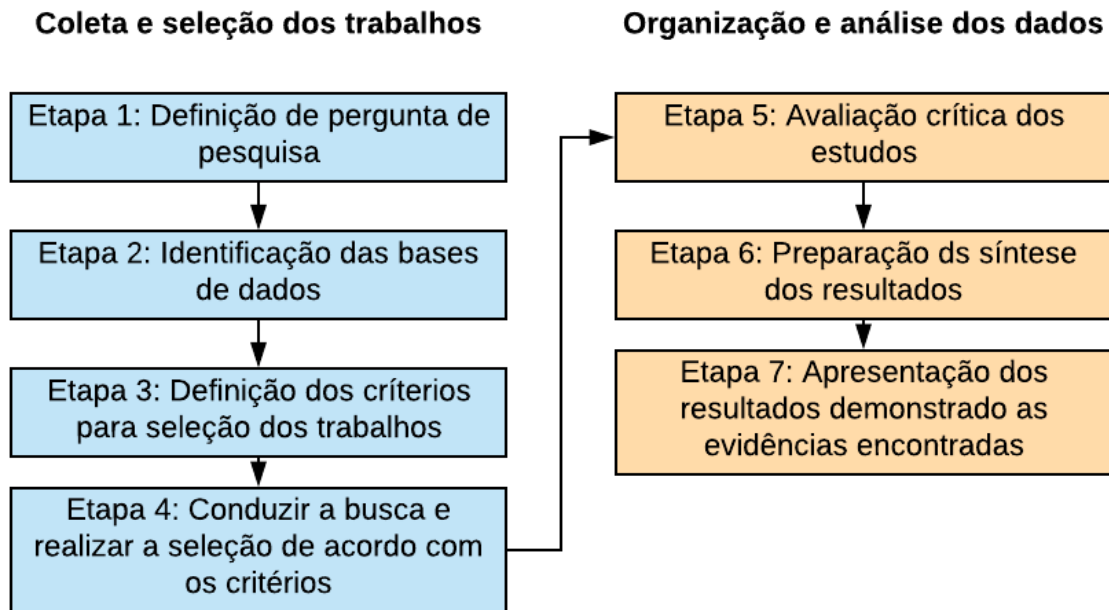 Coleta e seleção dos trabalhos
Etapa 1: Definição de pergunta de
pesquisa
Etapa 2: Identificação das bases
de dados
Etapa 3: Definição dos críterios
para seleção dos trabalhos
Etapa 4: Conduzir a busca e
realizar a seleção de acordo com
os critérios
Organização e análise dos dados
Etapa 5: Avaliação crítica dos
estudos
Etapa 6: Preparação ds síntese
dos resultados
Etapa 7: Apresentação dos
resultados demonstrado as
evidências encontradas